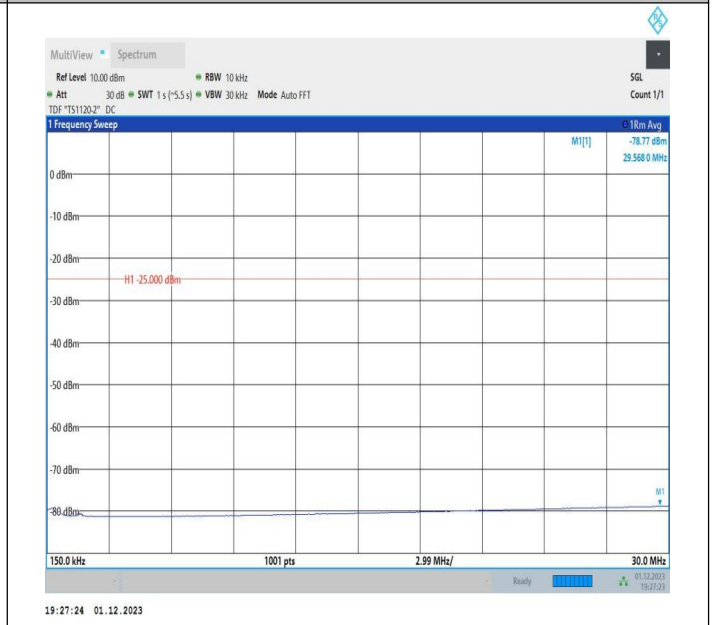 R S
MultiView Spectrum
Ref Level 10.00 dBm RBW 10 kHz SGL
Att 30 dB SWT 1 s (~5.5 s) VBW 30 kHz Mode Auto FFT Count 1/1
TDF "TS1120-2" DC
1 Frequency Sweep 1Rm Avg
M1[1] -78.77 dBm
29.568 0 MHz
0 dBm
-10 dBm
-20 dBm
H1 -25.000 dBm
-30 dBm
-40 dBm
-50 dBm
-60 dBm
-70 dBm
M1
-80 dBm
150.0 kHz 1001 pts 2.99 MHz/ 30.0 MHz
Ready 01.12.2023
19:27:23
19:27:24 01.12.2023